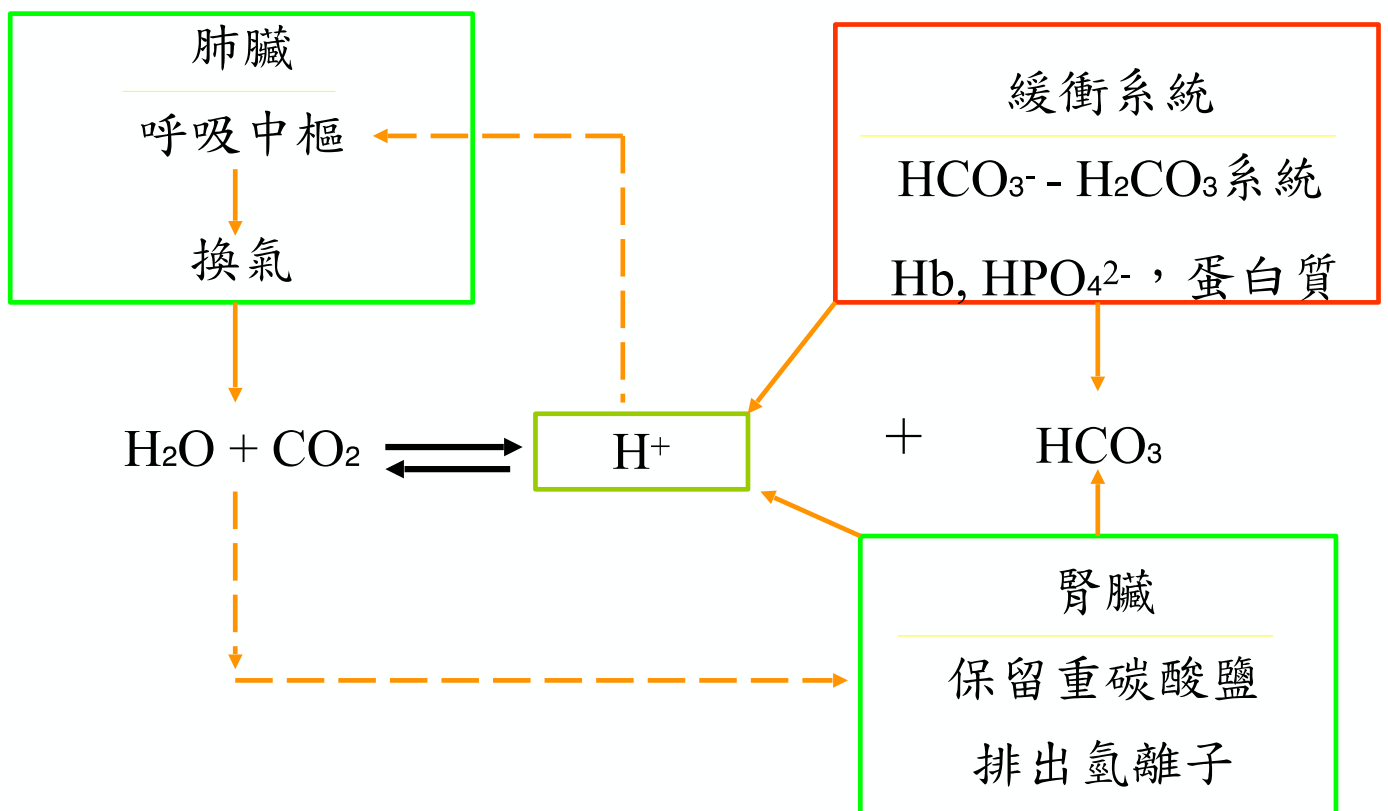 肺臟
呼吸中樞
換氣
緩衝系統
HCO₃⁻ - H₂CO₃系統
Hb, HPO₄²⁻，蛋白質
H₂O + CO₂ ⇌ H⁺ + HCO₃
腎臟
保留重碳酸鹽
排出氫離子